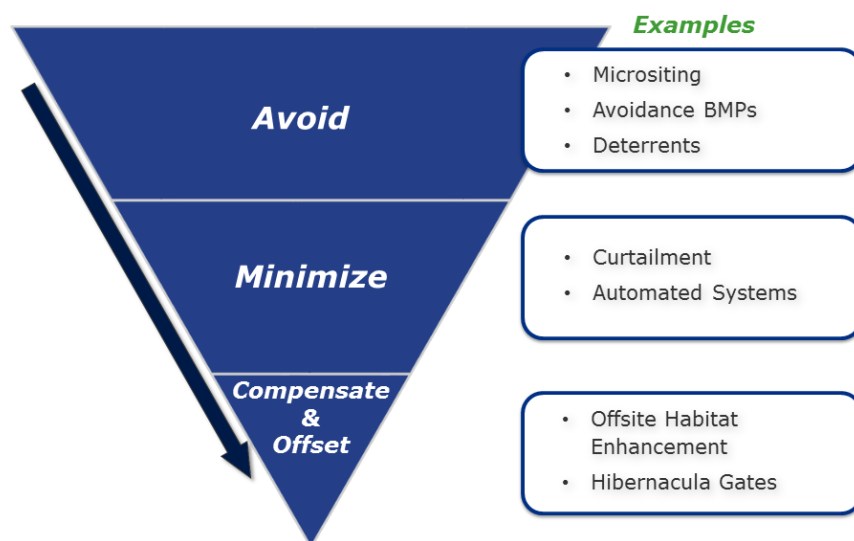 Examples
Avoid
• Micrositing
• Avoidance BMPs
• Deterrents
Minimize
• Curtailment
• Automated Systems
Compensate
&
Offset
• Offsite Habitat
Enhancement
• Hibernacula Gates